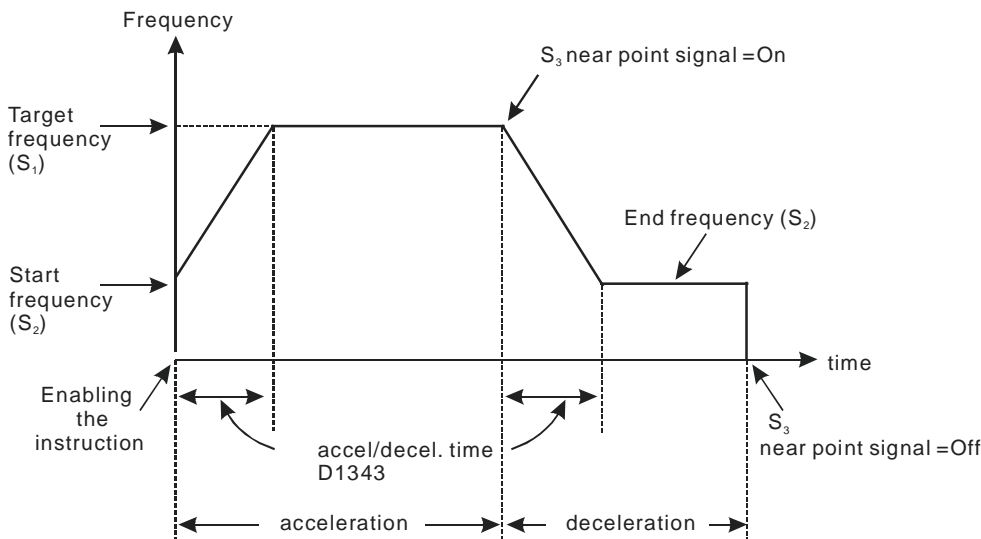 Frequency
S₃ near point signal =On
Target
frequency
(S₁)
End frequency (S₂)
Start
frequency
(S₂)
time
Enabling
the
instruction
accel/decel. time
D1343
S₃
near point signal =Off
acceleration
deceleration